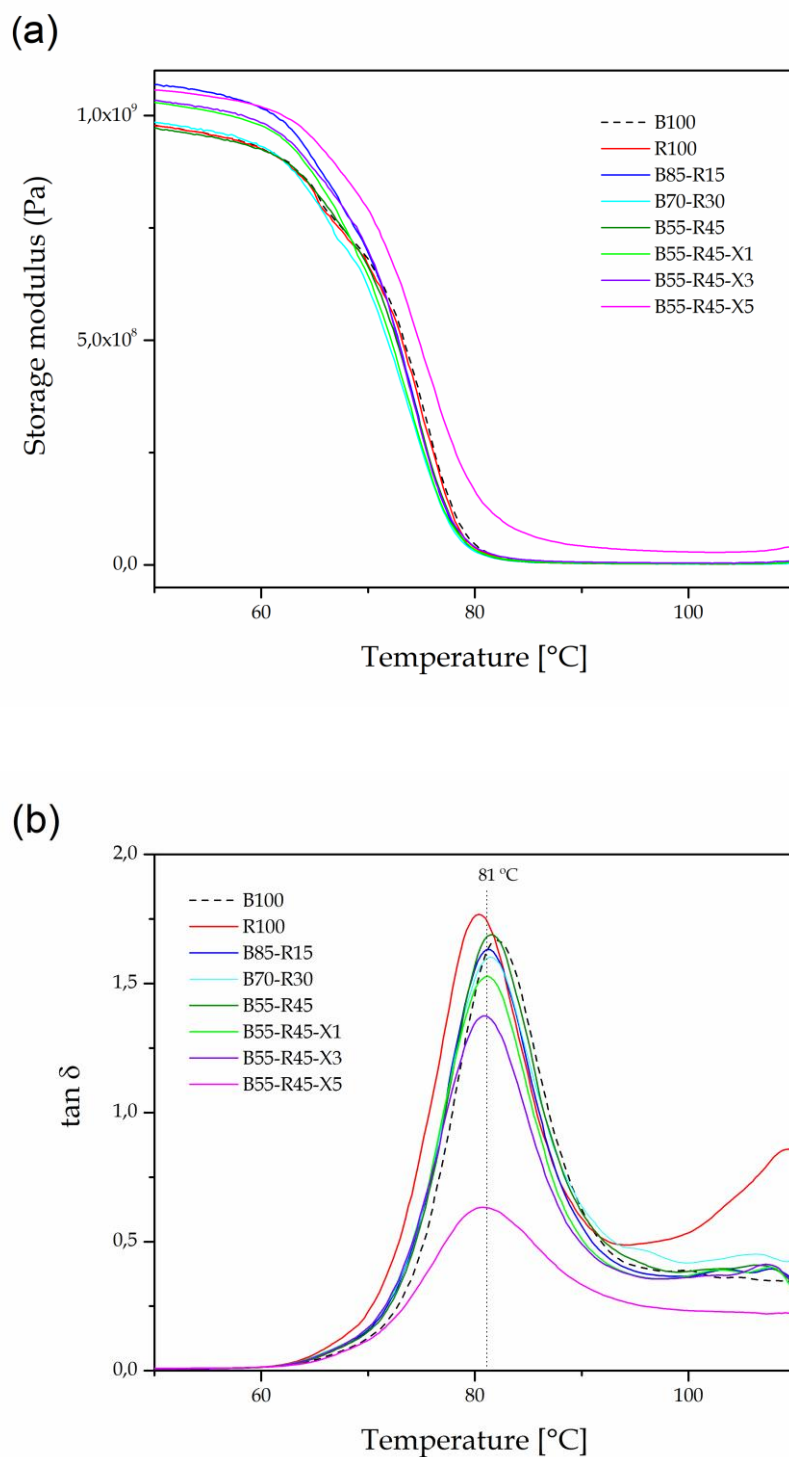 (a)
1,0x10⁹
5,0x10⁸
0,0
Storage modulus (Pa)
B100
R100
B85-R15
B70-R30
B55-R45
B55-R45-X1
B55-R45-X3
B55-R45-X5
60
80
100
Temperature [°C]
(b)
2,0
1,5
1,0
0,5
0,0
tan δ
81 ºC
B100
R100
B85-R15
B70-R30
B55-R45
B55-R45-X1
B55-R45-X3
B55-R45-X5
60
80
100
Temperature [°C]